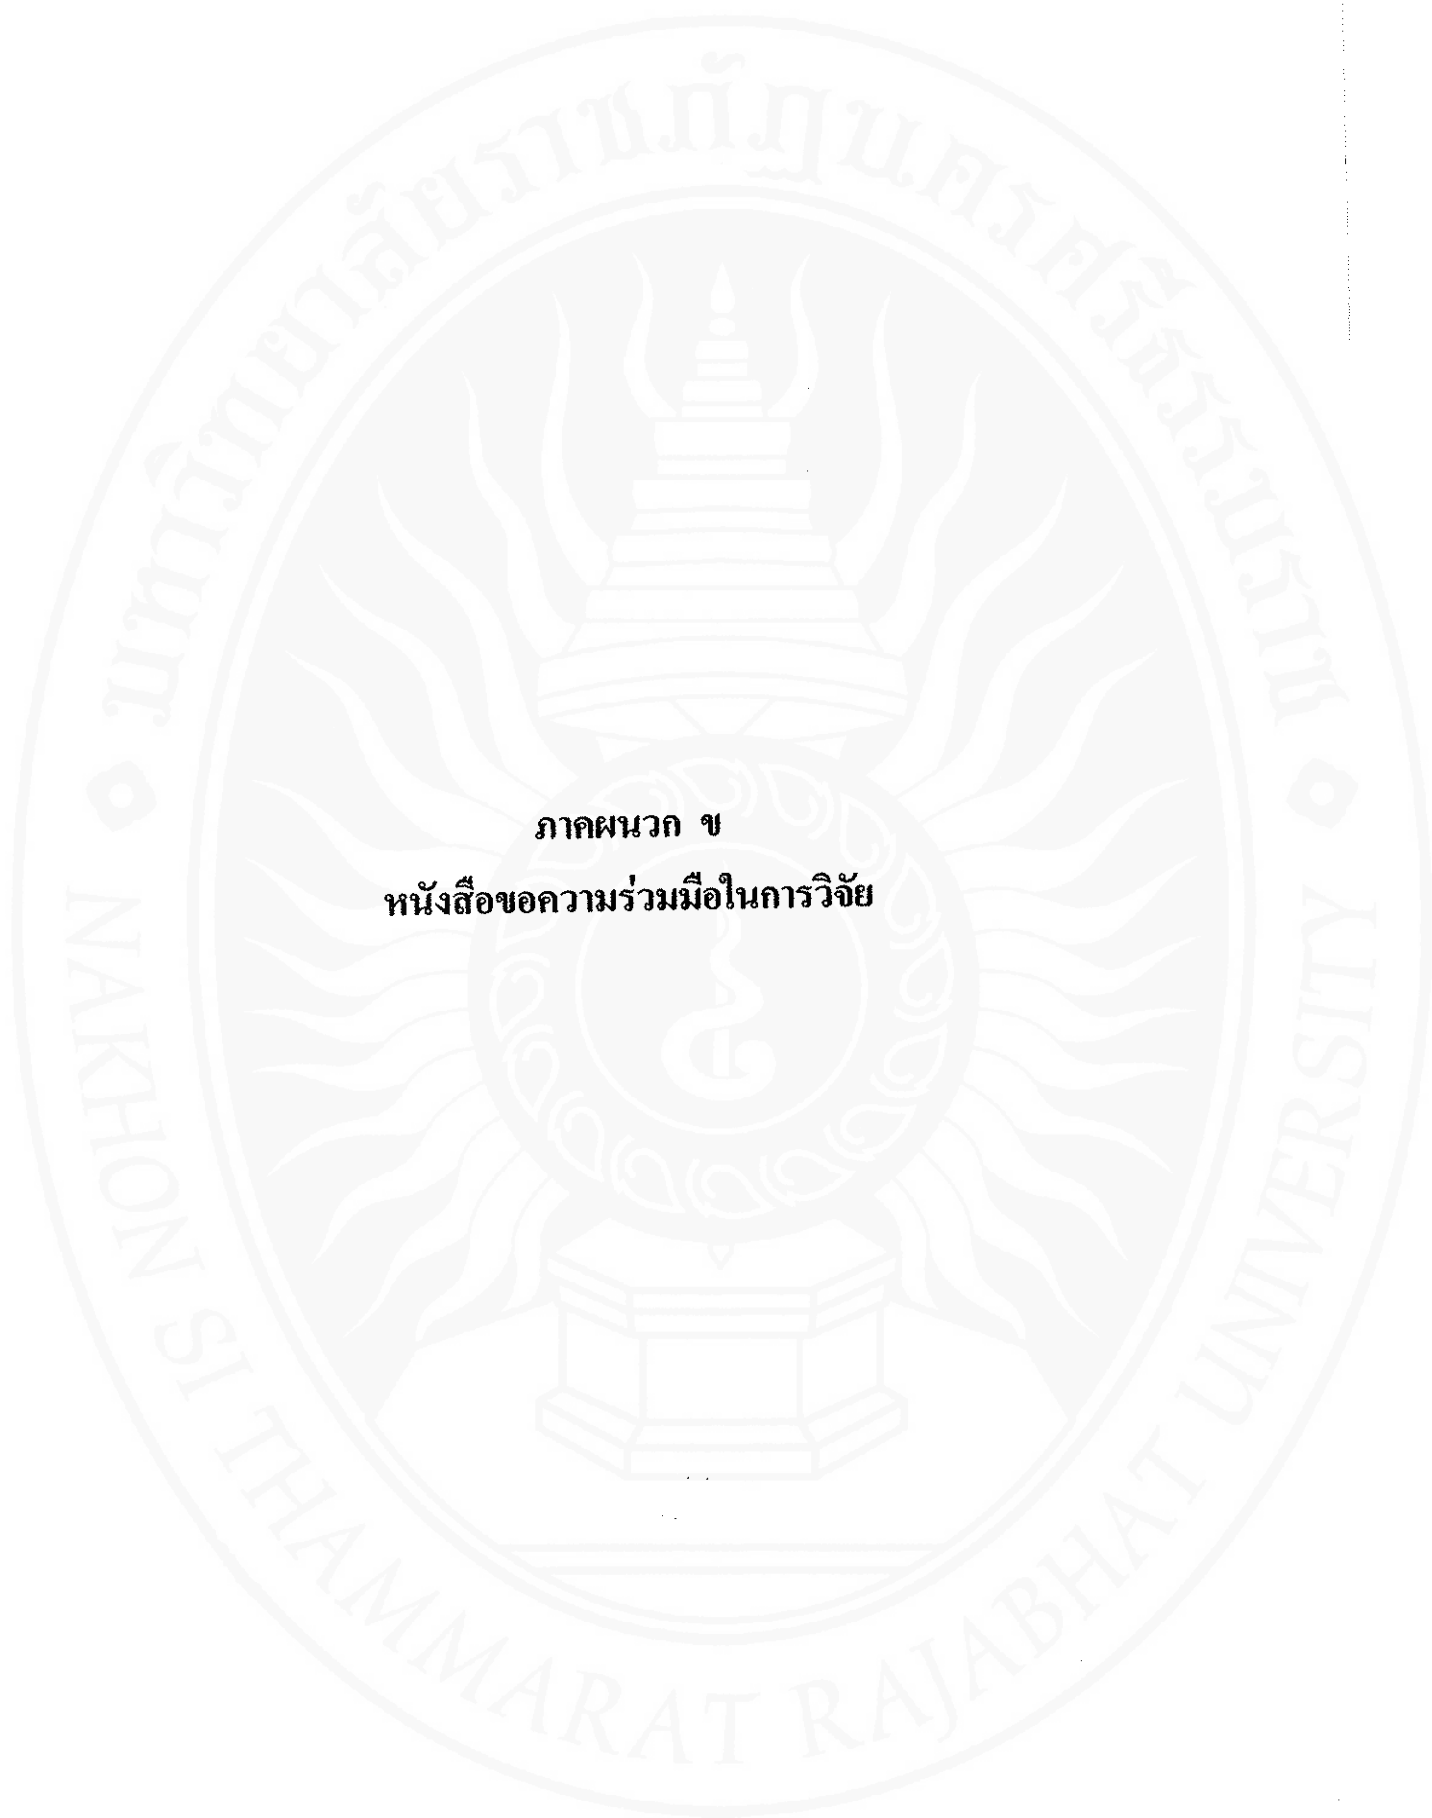 มหาวิทยาลัยราชภัฏนครศรีธรรมราช
ภาคผนวก ข
หนังสือขอความร่วมมือในการวิจัย
NAKHON SI THAMMARAT RAJABHAT UNIVERSITY